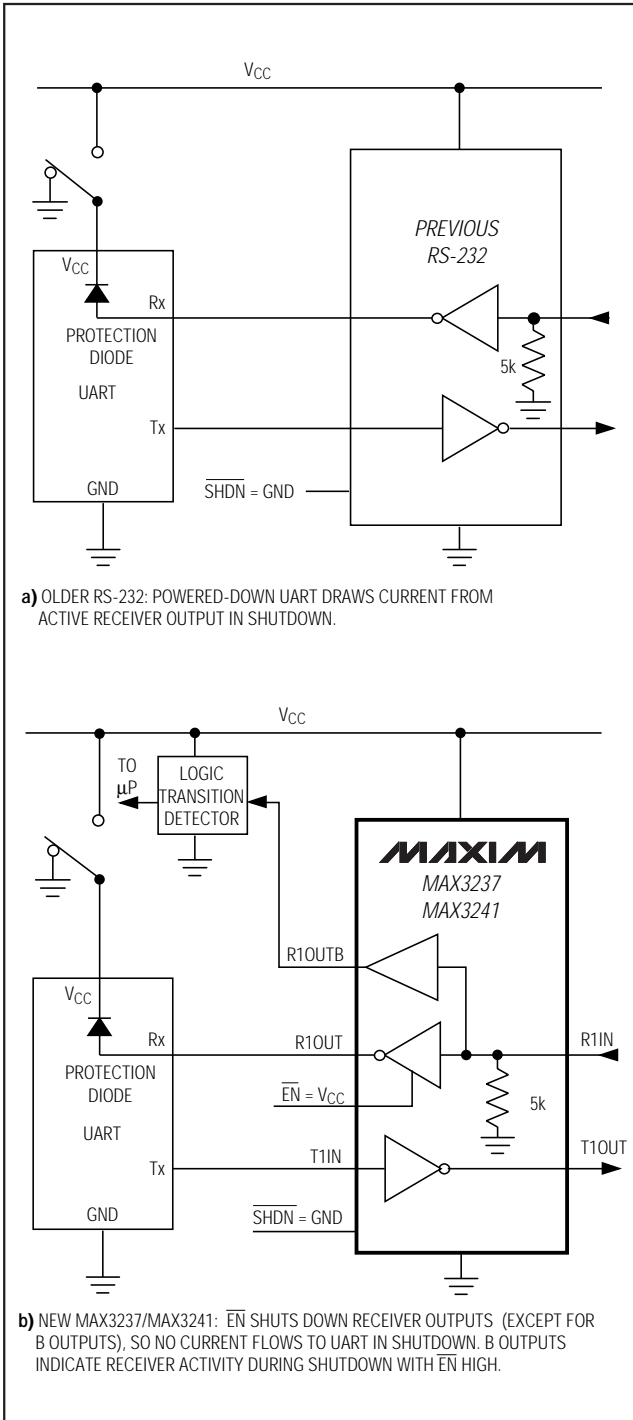 VCC
PREVIOUS
RS-232
VCC
Rx
PROTECTION
DIODE
5k
UART
Tx
GND
SHDN = GND
a) OLDER RS-232: POWERED-DOWN UART DRAWS CURRENT FROM
ACTIVE RECEIVER OUTPUT IN SHUTDOWN.
VCC
TO
µP
LOGIC
TRANSITION
DETECTOR
MAXIM
MAX3237
MAX3241
R1OUTB
VCC
Rx
R1OUT
R1IN
PROTECTION
DIODE
EN = VCC
5k
UART
Tx
T1IN
T1OUT
GND
SHDN = GND
b) NEW MAX3237/MAX3241: EN SHUTS DOWN RECEIVER OUTPUTS (EXCEPT FOR
B OUTPUTS), SO NO CURRENT FLOWS TO UART IN SHUTDOWN. B OUTPUTS
INDICATE RECEIVER ACTIVITY DURING SHUTDOWN WITH EN HIGH.